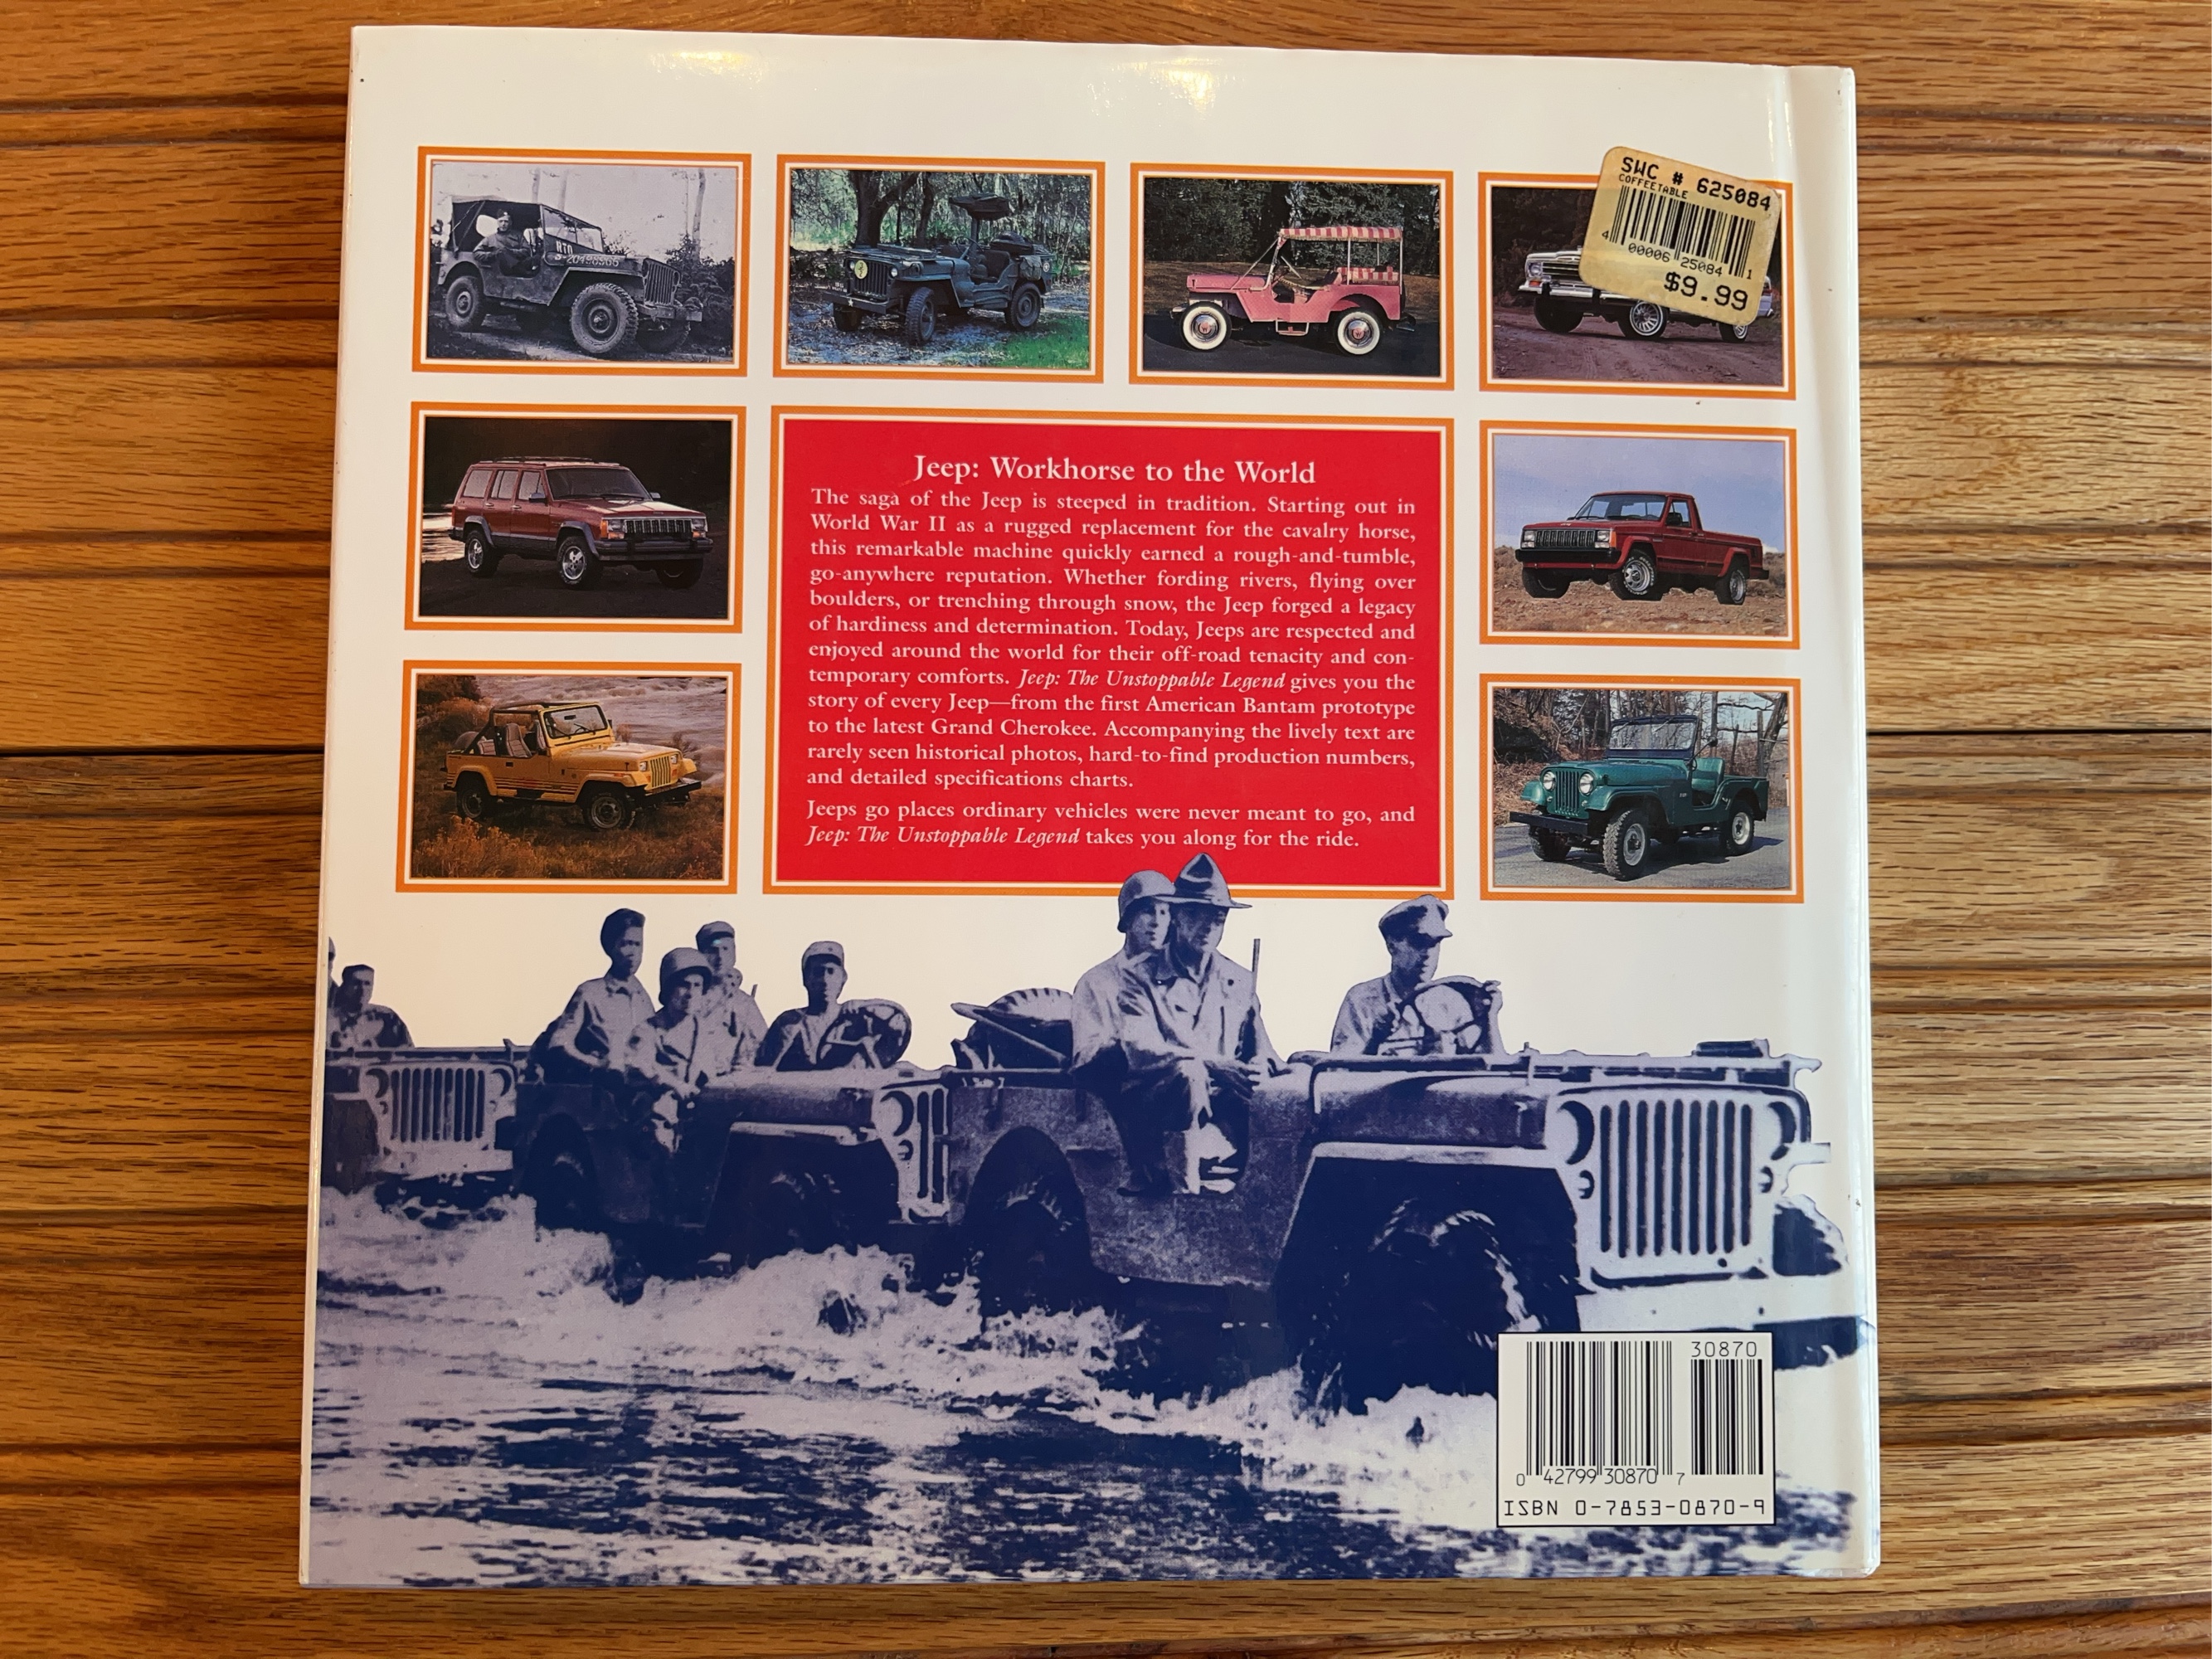 RTO
S-20198566
SWC # 625084
COFFEETABLE
4 00006 25084 1
$9.99
Jeep: Workhorse to the World
The saga of the Jeep is steeped in tradition. Starting out in
World War II as a rugged replacement for the cavalry horse,
this remarkable machine quickly earned a rough-and-tumble,
go-anywhere reputation. Whether fording rivers, flying over
boulders, or trenching through snow, the Jeep forged a legacy
of hardiness and determination. Today, Jeeps are respected and
enjoyed around the world for their off-road tenacity and con-
temporary comforts. Jeep: The Unstoppable Legend gives you the
story of every Jeep—from the first American Bantam prototype
to the latest Grand Cherokee. Accompanying the lively text are
rarely seen historical photos, hard-to-find production numbers,
and detailed specifications charts.
Jeeps go places ordinary vehicles were never meant to go, and
Jeep: The Unstoppable Legend takes you along for the ride.
30870
0 42799 30870 7
ISBN 0-7853-0870-9